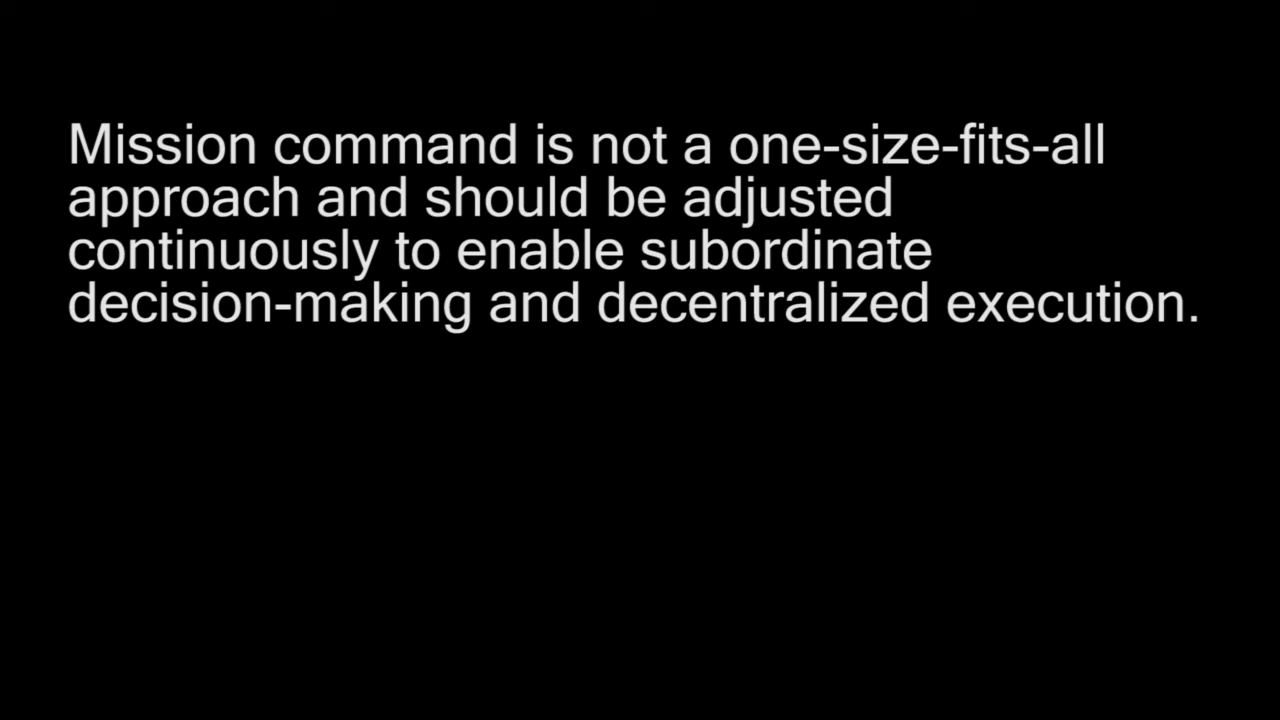 Mission command is not a one-size-fits-all
approach and should be adjusted
continuously to enable subordinate
decision-making and decentralized execution.